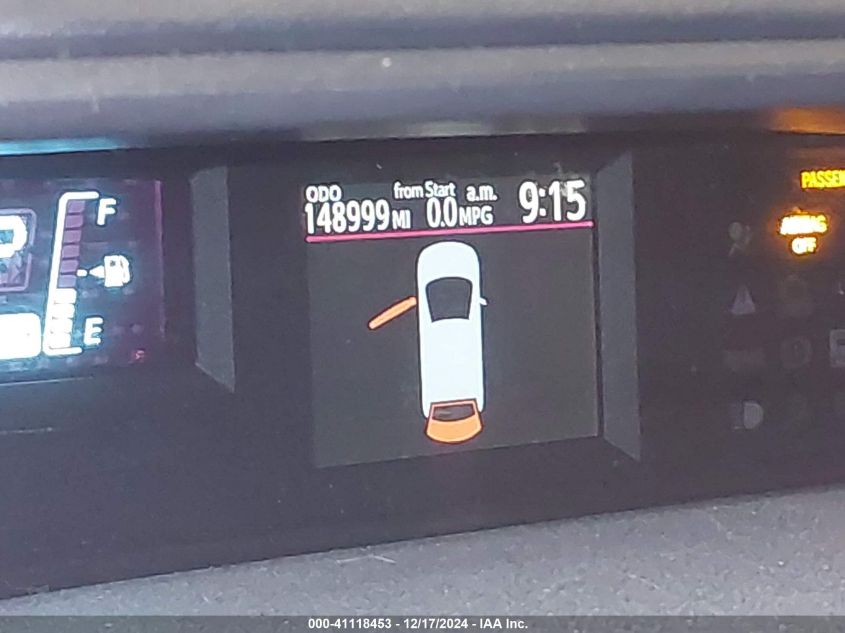 ODO from Start a.m. 9:15
148999 MI 0.0 MPG
F
E
P
PASSEN
AIRBAG
OFF
000-41118453 - 12/17/2024 - IAA Inc.